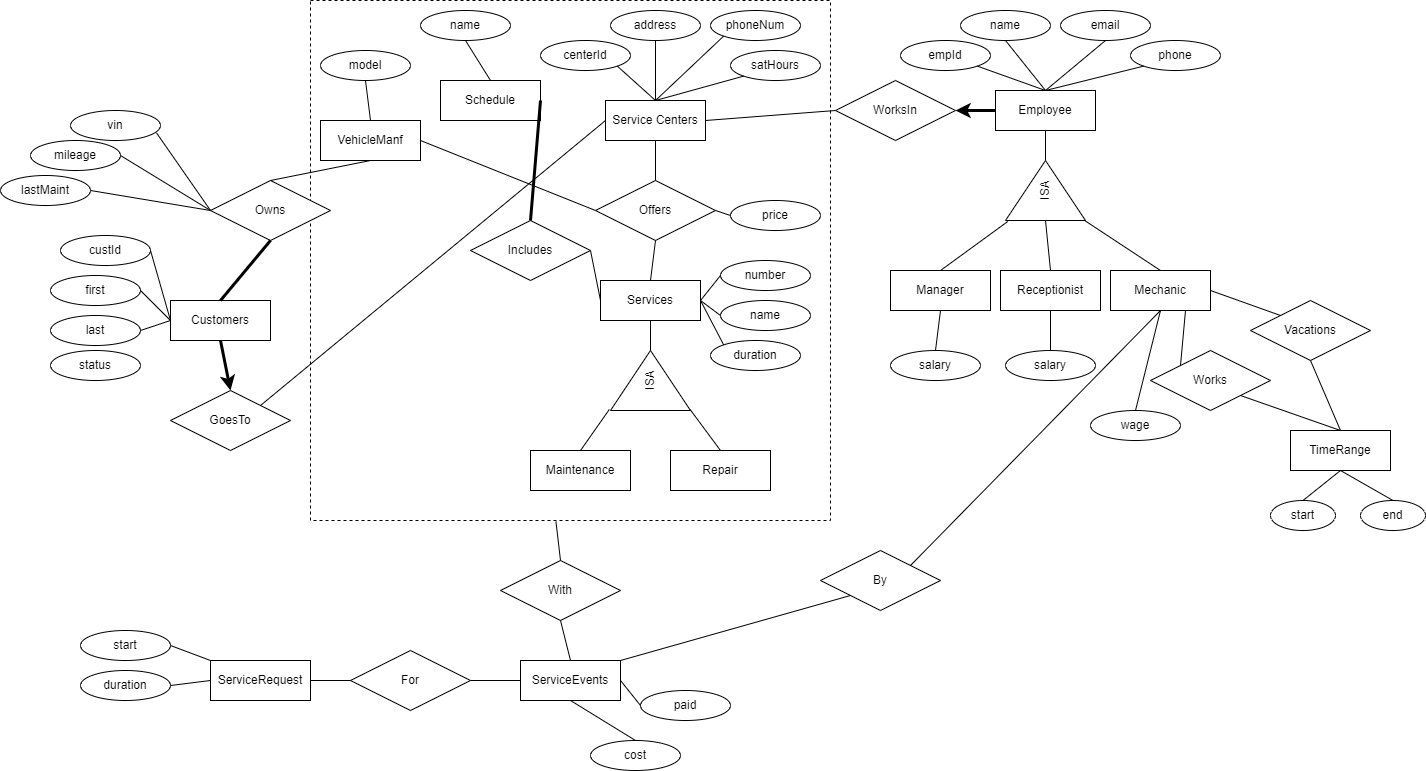 name
address
phoneNum
name
email
centerId
satHours
empId
phone
model
Schedule
Service Centers
WorksIn
Employee
vin
VehicleManf
mileage
lastMaint
Owns
Offers
price
ISA
custId
Includes
number
first
Services
name
Manager
Receptionist
Mechanic
Customers
last
duration
Vacations
status
ISA
salary
salary
Works
GoesTo
wage
TimeRange
Maintenance
Repair
start
end
With
By
start
duration
ServiceRequest
For
ServiceEvents
paid
cost